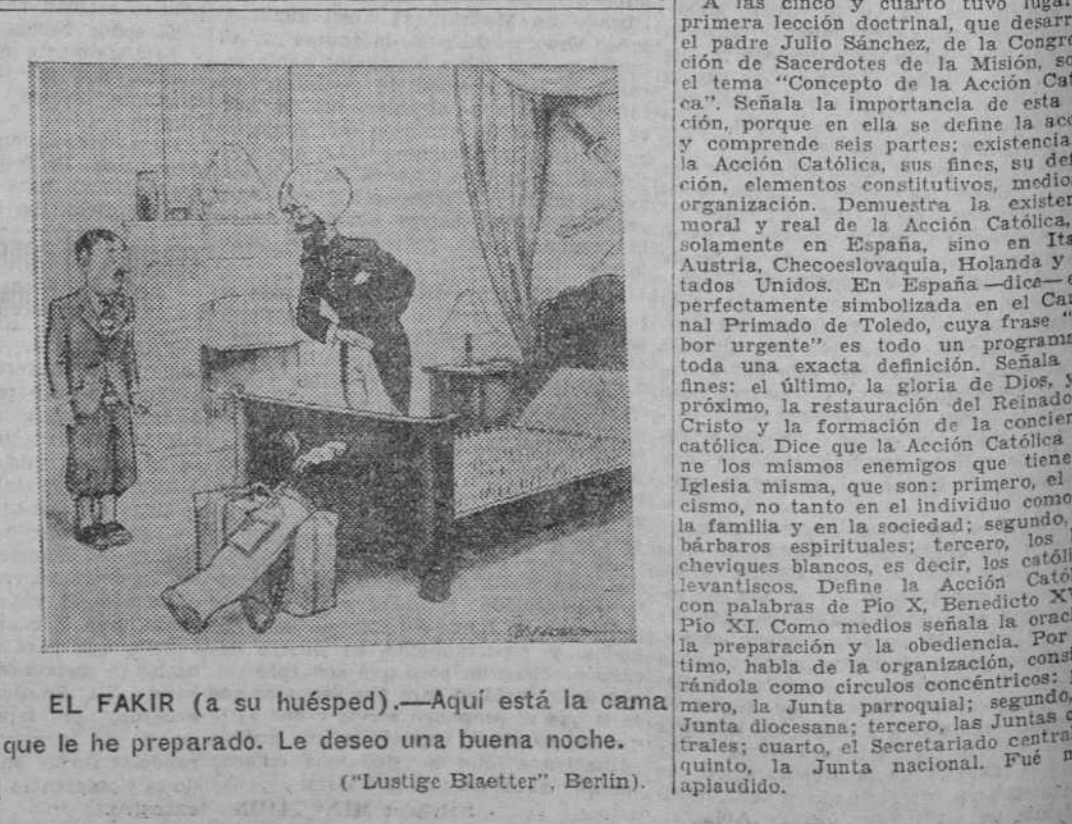 EL FAKIR (a su huésped).—Aquí está la cama
que le he preparado. Le deseo una buena noche.
("Lustige Blaetter", Berlín).
A las cinco y cuarto tuvo lugar
primera lección doctrinal, que desarr
el padre Julio Sánchez, de la Congre
ción de Sacerdotes de la Misión, so
el tema "Concepto de la Acción Cat
ca". Señala la importancia de esta
ción, porque en ella se define la acc
y comprende seis partes: existencia
la Acción Católica, sus fines, su def
ción, elementos constitutivos, medio
organización. Demuestra la existen
moral y real de la Acción Católica,
solamente en España, sino en Ita
Austria, Checoeslovaquia, Holanda y
tados Unidos. En España —dice— e
perfectamente simbolizada en el Car
nal Primado de Toledo, cuya frase "
bor urgente" es todo un programa
toda una exacta definición. Señala
fines: el último, la gloria de Dios, y
próximo, la restauración del Reinado
Cristo y la formación de la concien
católica. Dice que la Acción Católica
ne los mismos enemigos que tiene
Iglesia misma, que son: primero, el
cismo, no tanto en el individuo como
la familia y en la sociedad; segundo,
bárbaros espirituales; tercero, los
cheviques blancos, es decir, los católi
levantiscos. Define la Acción Catól
con palabras de Pío X, Benedicto XV
Pío XI. Como medios señala la orac
la preparación y la obediencia. Por
timo, habla de la organización, consi
rándola como círculos concéntricos:
mero, la Junta parroquial; segundo,
Junta diocesana; tercero, las Juntas c
trales; cuarto, el Secretariado central
quinto, la Junta nacional. Fué m
aplaudido.